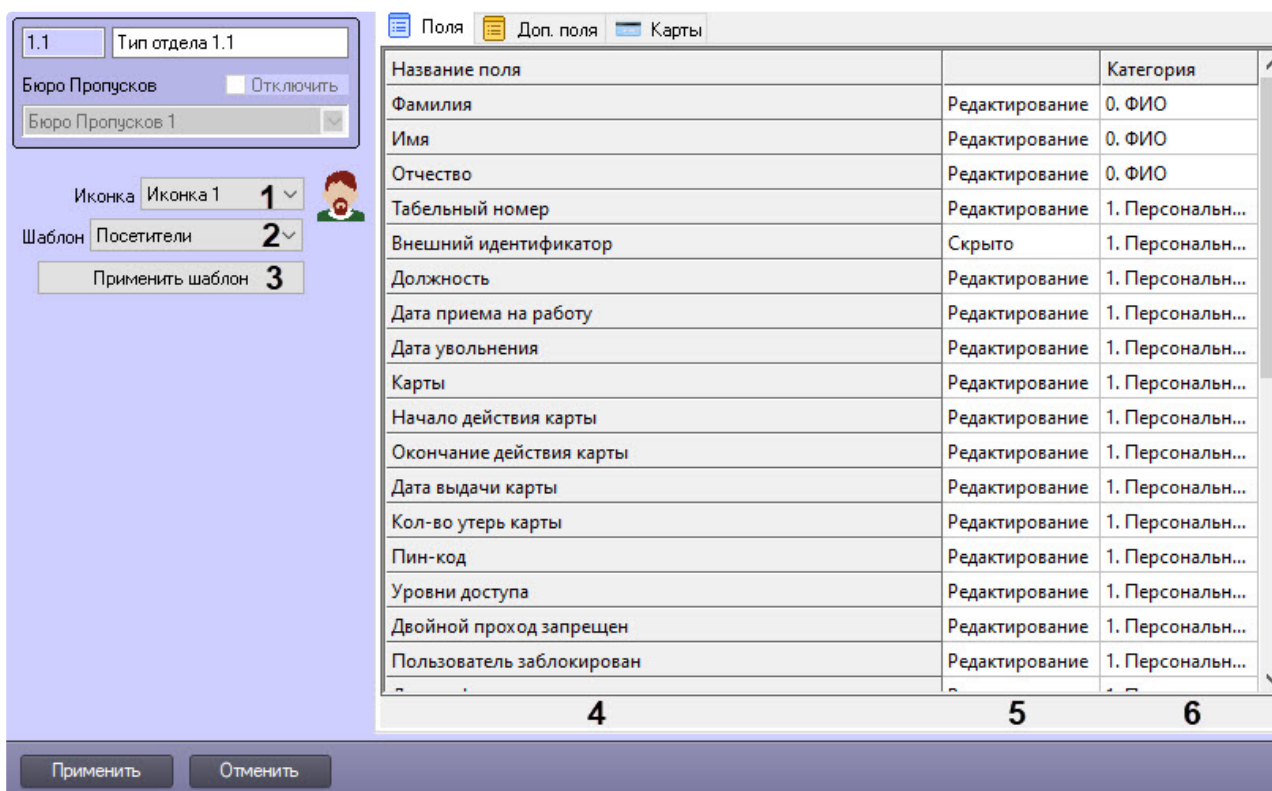 1.1 Тип отдела 1.1
Бюро Пропусков Отключить
Бюро Пропусков 1
Иконка Иконка 1 1
Шаблон Посетители 2
Применить шаблон 3
Поля Доп. поля Карты
Название поля Категория
Фамилия Редактирование 0. ФИО
Имя Редактирование 0. ФИО
Отчество Редактирование 0. ФИО
Табельный номер Редактирование 1. Персональн...
Внешний идентификатор Скрыто 1. Персональн...
Должность Редактирование 1. Персональн...
Дата приема на работу Редактирование 1. Персональн...
Дата увольнения Редактирование 1. Персональн...
Карты Редактирование 1. Персональн...
Начало действия карты Редактирование 1. Персональн...
Окончание действия карты Редактирование 1. Персональн...
Дата выдачи карты Редактирование 1. Персональн...
Кол-во утерь карты Редактирование 1. Персональн...
Пин-код Редактирование 1. Персональн...
Уровни доступа Редактирование 1. Персональн...
Двойной проход запрещен Редактирование 1. Персональн...
Пользователь заблокирован Редактирование 1. Персональн...
4 5 6
Применить Отменить